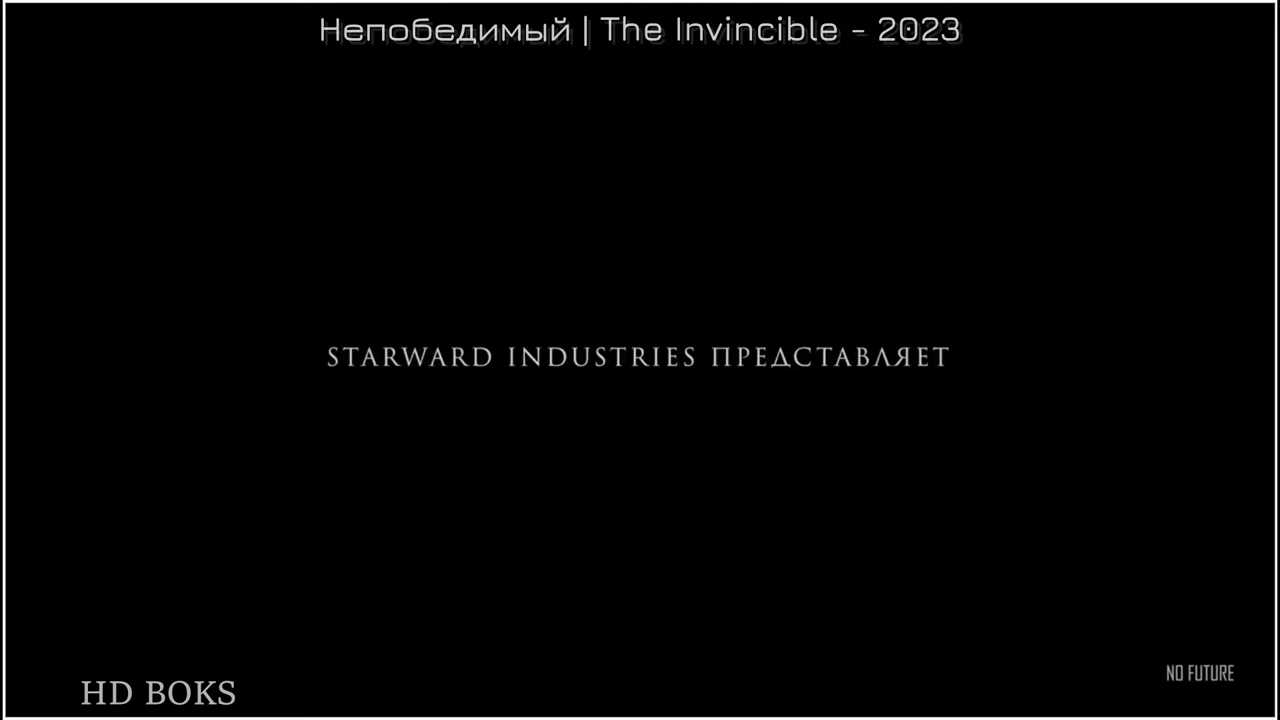 Непобедимый | The Invincible - 2023
STARWARD INDUSTRIES ПРЕДСТАВЛЯЕТ
NO FUTURE
HD BOKS